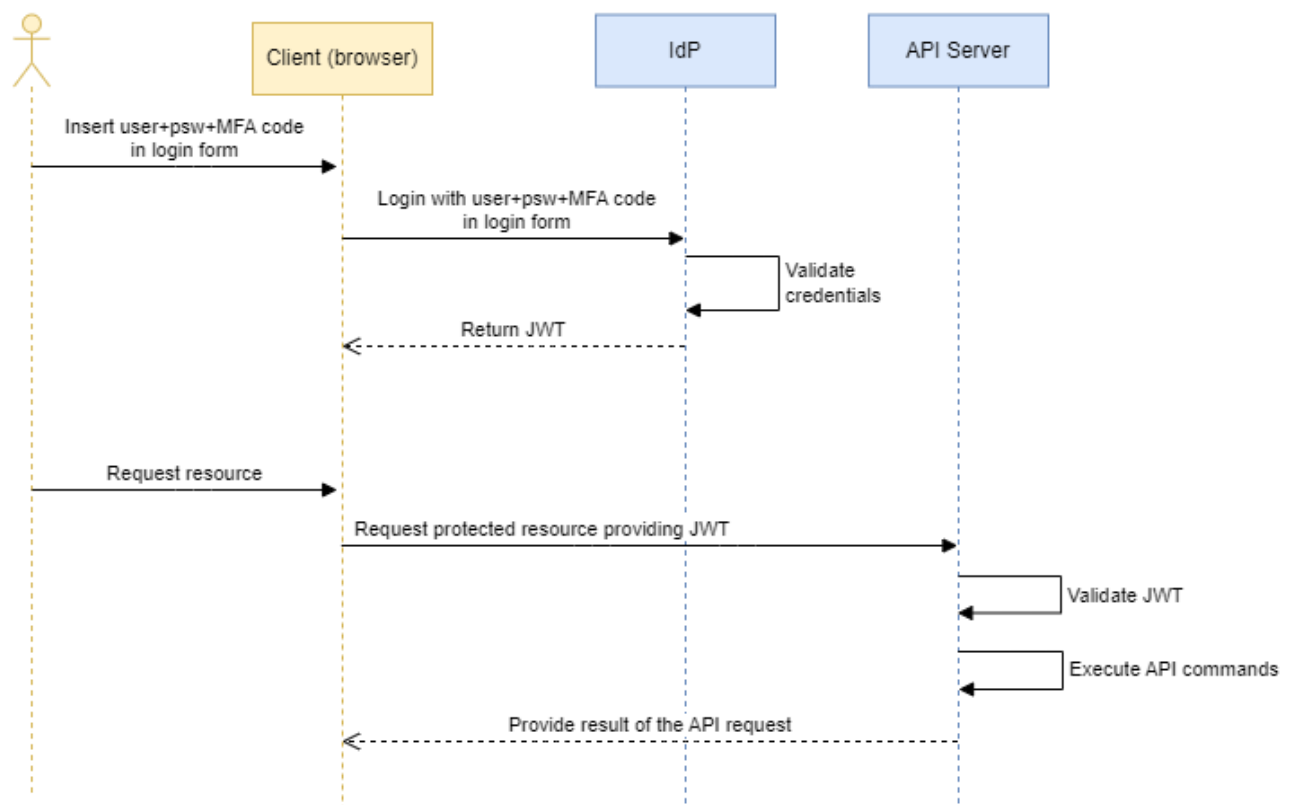 Client (browser)
IdP
API Server
Insert user+psw+MFA code
in login form
Login with user+psw+MFA code
in login form
Validate
credentials
Return JWT
Request resource
Request protected resource providing JWT
Validate JWT
Execute API commands
Provide result of the API request